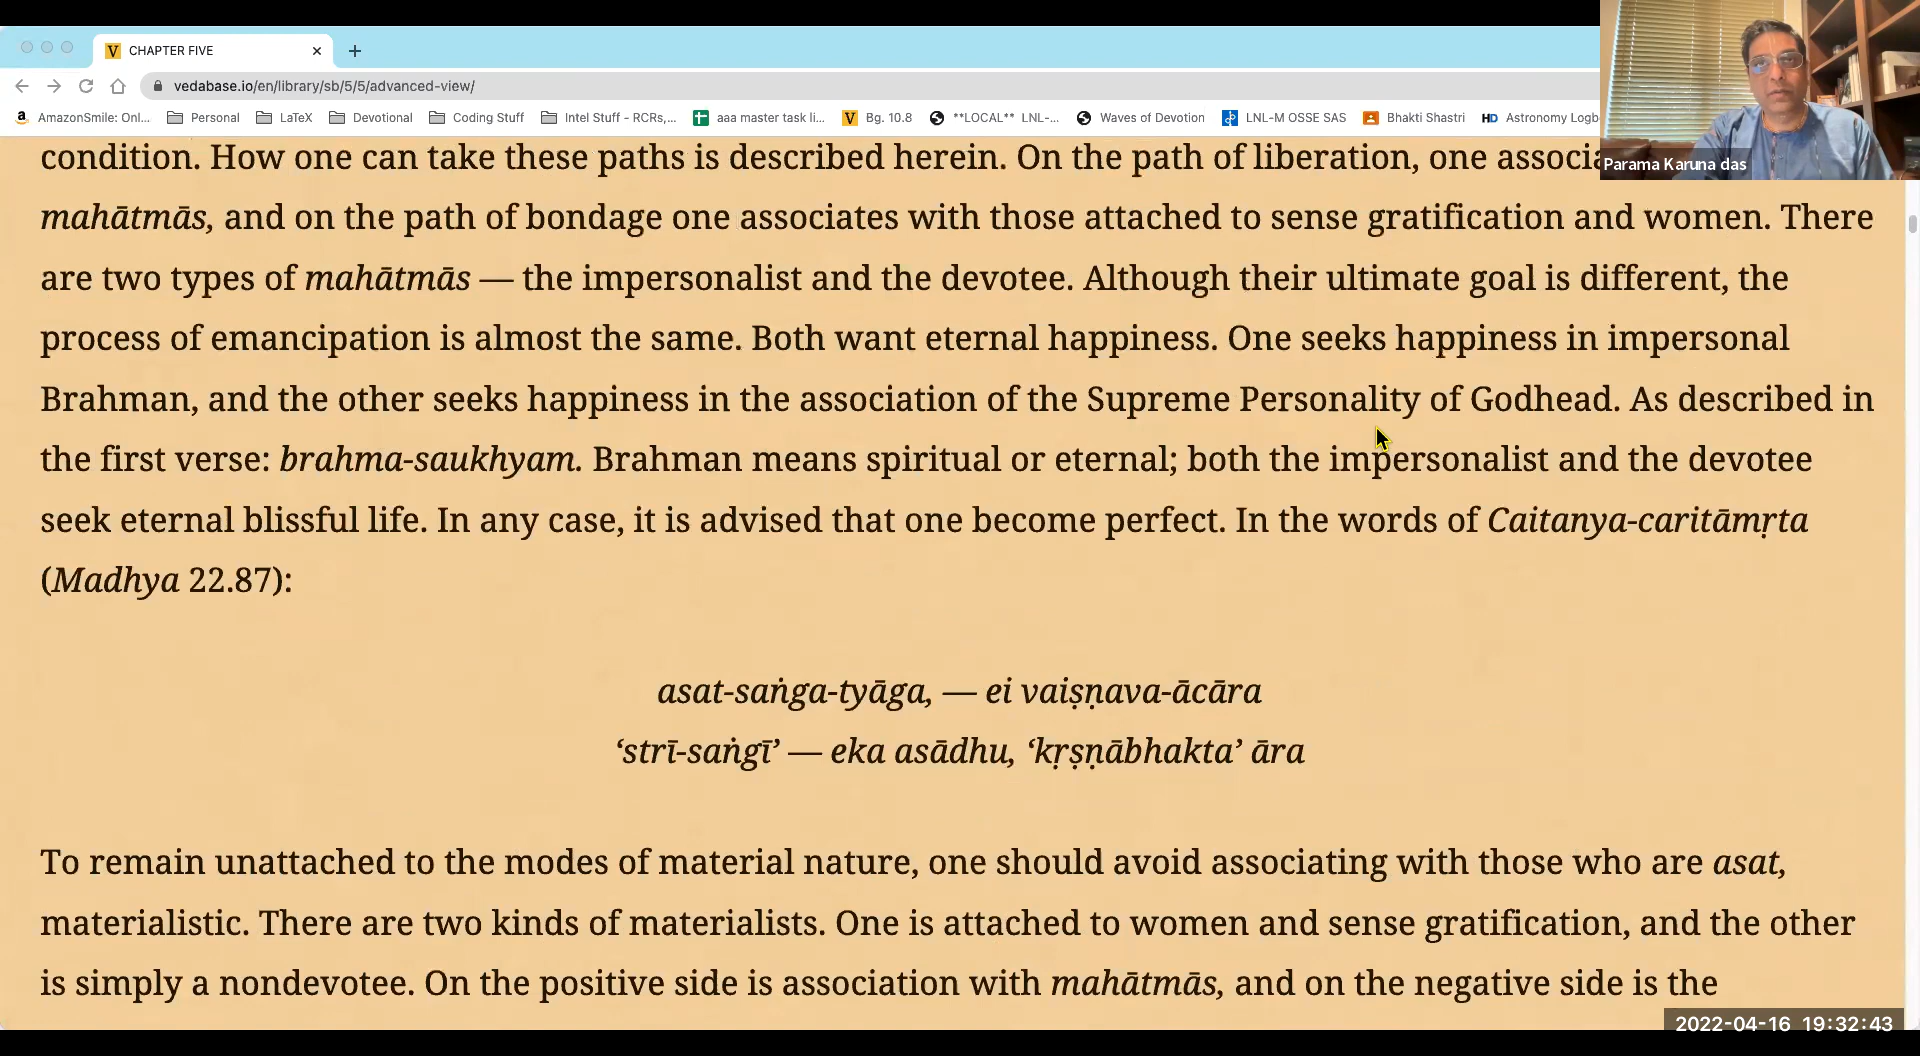 CHAPTER FIVE
vedabase.io/en/library/sb/5/5/advanced-view/
AmazonSmile: Onl... Personal LaTeX Devotional Coding Stuff Intel Stuff - RCRs,... aaa master task li... Bg. 10.8 **LOCAL** LNL-... Waves of Devotion LNL-M OSSE SAS Bhakti Shastri HD Astronomy Logb
Parama Karuna das
condition. How one can take these paths is described herein. On the path of liberation, one associa
mahātmās, and on the path of bondage one associates with those attached to sense gratification and women. There
are two types of mahātmās — the impersonalist and the devotee. Although their ultimate goal is different, the
process of emancipation is almost the same. Both want eternal happiness. One seeks happiness in impersonal
Brahman, and the other seeks happiness in the association of the Supreme Personality of Godhead. As described in
the first verse: brahma-saukhyam. Brahman means spiritual or eternal; both the impersonalist and the devotee
seek eternal blissful life. In any case, it is advised that one become perfect. In the words of Caitanya-caritāmṛta
(Madhya 22.87):
asat-saṅga-tyāga, — ei vaiṣṇava-ācāra
‘strī-saṅgī’ — eka asādhu, ‘kṛṣṇābhakta’ āra
To remain unattached to the modes of material nature, one should avoid associating with those who are asat,
materialistic. There are two kinds of materialists. One is attached to women and sense gratification, and the other
is simply a nondevotee. On the positive side is association with mahātmās, and on the negative side is the
2022-04-16 19:32:43